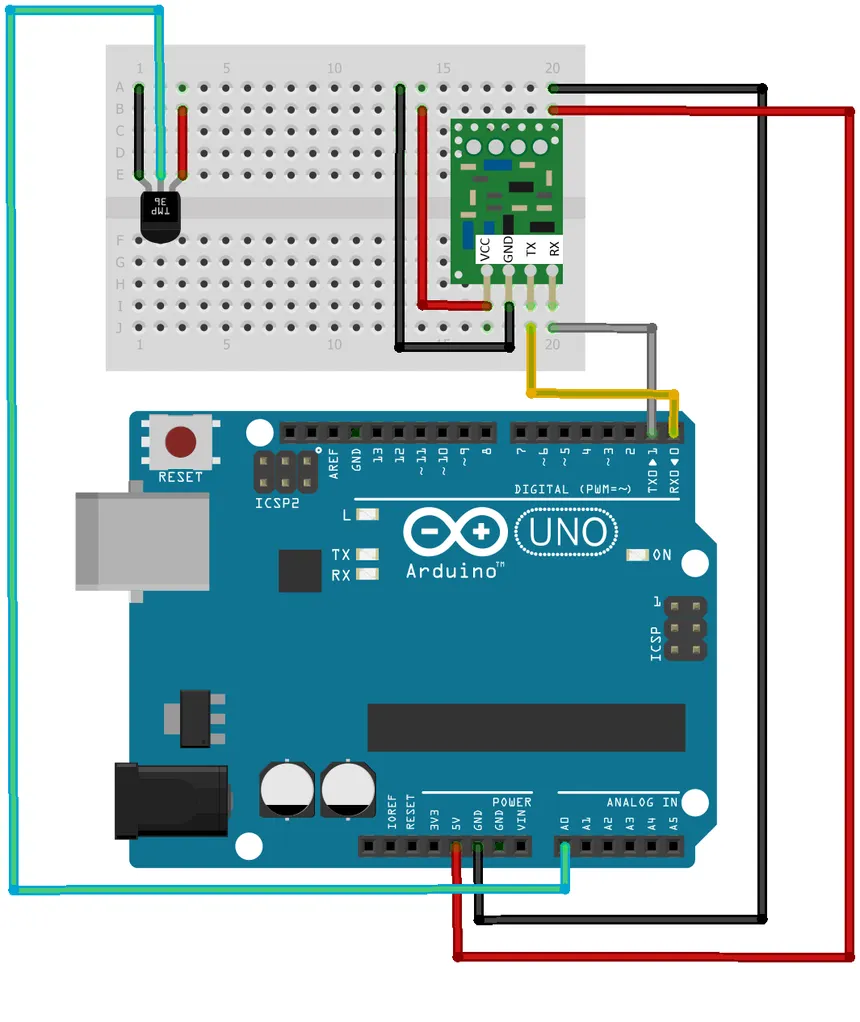 1 5 10 15 20
A
B
C
D
E
TMP
36
F
G
H
I
J
VCC GND TX RX
1 5 10 20
RESET
ICSP2
AREF
GND
13
12
~11
~10
~9
8
7
~6
~5
4
~3
2
TX0▶1
RX0◀0
DIGITAL (PWM=~)
L
TX
RX
Arduino™
UNO
ON
1
ICSP
POWER
ANALOG IN
IOREF
RESET
3V3
5V
GND
GND
VIN
A0
A1
A2
A3
A4
A5